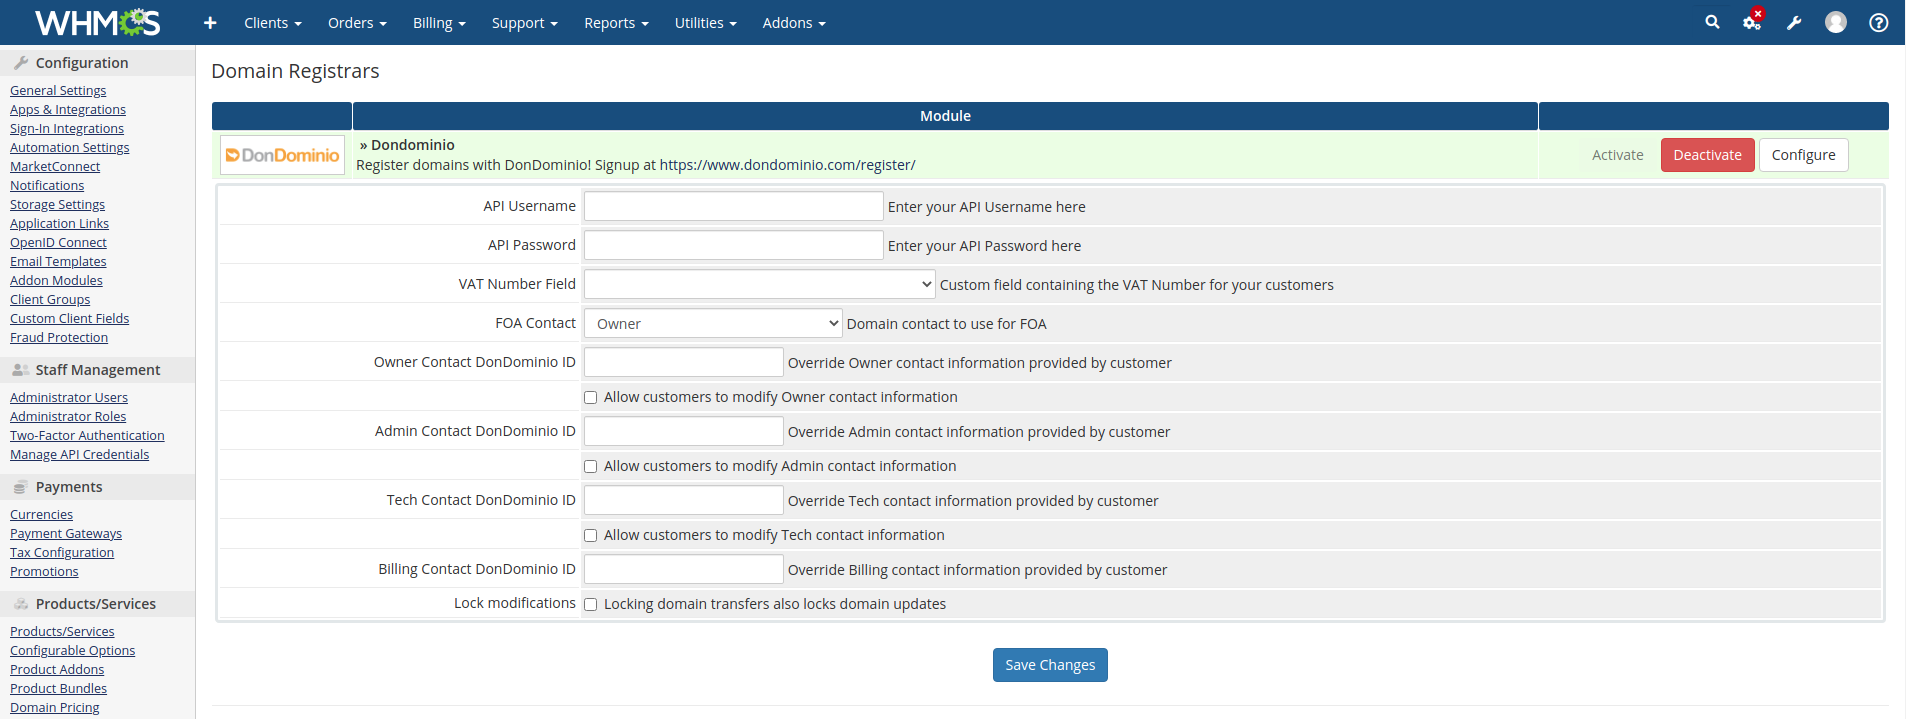 WHMCS
+ Clients Orders Billing Support Reports Utilities Addons
Configuration
General Settings
Apps & Integrations
Sign-In Integrations
Automation Settings
MarketConnect
Notifications
Storage Settings
Application Links
OpenID Connect
Email Templates
Addon Modules
Client Groups
Custom Client Fields
Fraud Protection
Staff Management
Administrator Users
Administrator Roles
Two-Factor Authentication
Manage API Credentials
Payments
Currencies
Payment Gateways
Tax Configuration
Promotions
Products/Services
Products/Services
Configurable Options
Product Addons
Product Bundles
Domain Pricing
Domain Registrars
Module
DonDominio
» Dondominio
Register domains with DonDominio! Signup at https://www.dondominio.com/register/
Activate Deactivate Configure
API Username Enter your API Username here
API Password Enter your API Password here
VAT Number Field Custom field containing the VAT Number for your customers
FOA Contact Owner Domain contact to use for FOA
Owner Contact DonDominio ID Override Owner contact information provided by customer
Allow customers to modify Owner contact information
Admin Contact DonDominio ID Override Admin contact information provided by customer
Allow customers to modify Admin contact information
Tech Contact DonDominio ID Override Tech contact information provided by customer
Allow customers to modify Tech contact information
Billing Contact DonDominio ID Override Billing contact information provided by customer
Lock modifications Locking domain transfers also locks domain updates
Save Changes